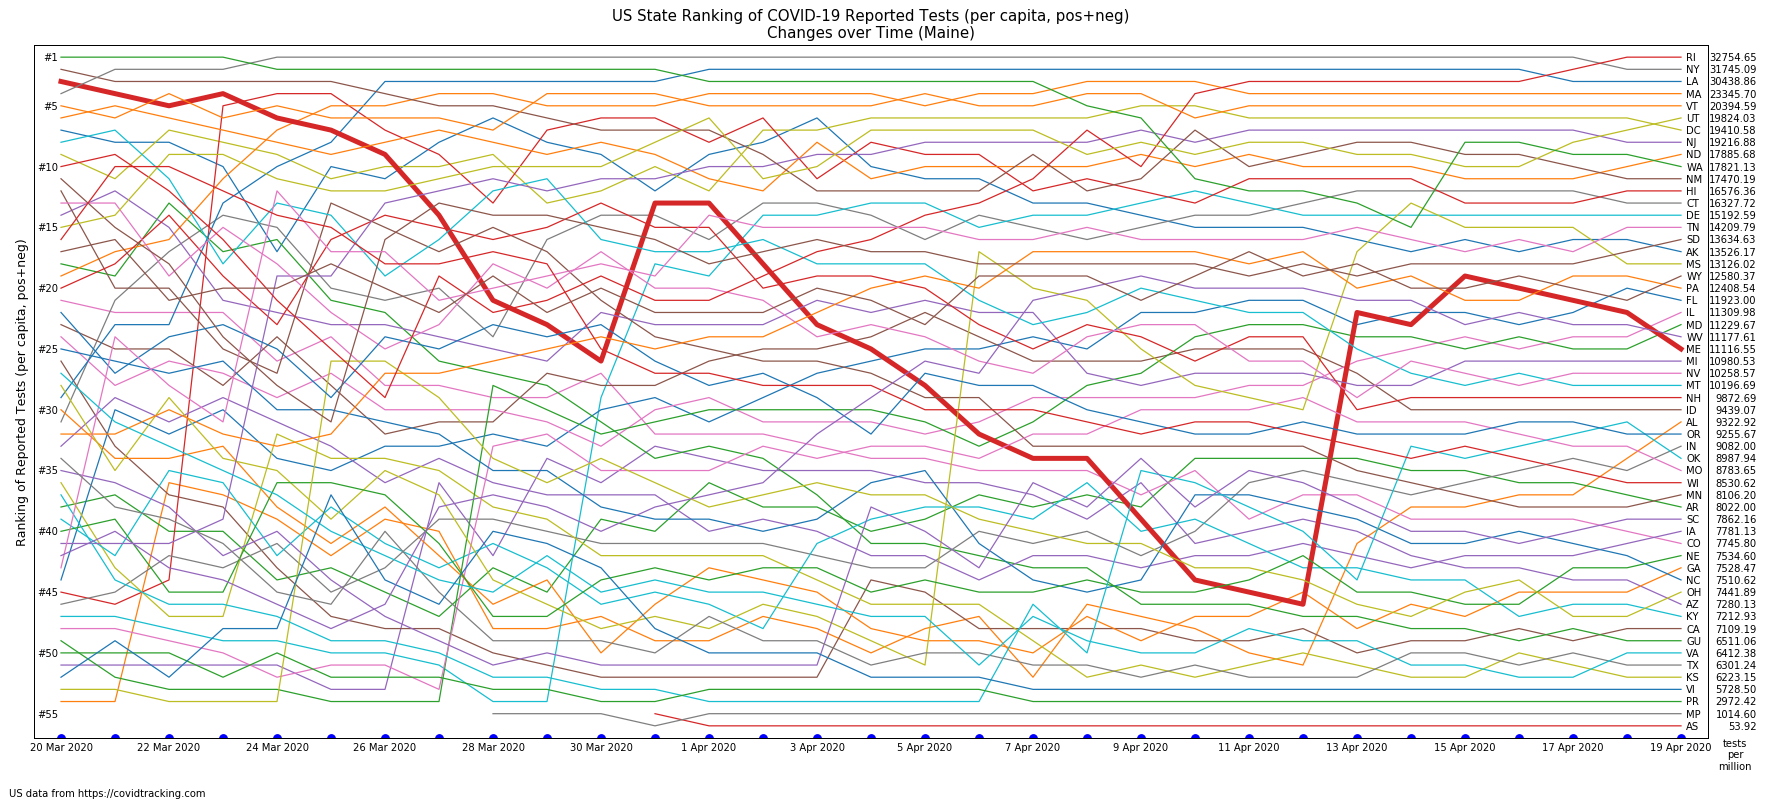 US State Ranking of COVID-19 Reported Tests (per capita, pos+neg)
Changes over Time (Maine)
Ranking of Reported Tests (per capita, pos+neg)
#1
#5
#10
#15
#20
#25
#30
#35
#40
#45
#50
#55
RI 32754.65
NY 31745.09
LA 30438.86
MA 23345.70
VT 20394.59
UT 19824.03
DC 19410.58
NJ 19216.88
ND 17885.68
WA 17821.13
NM 17470.19
HI 16576.36
CT 16327.72
DE 15192.59
TN 14209.79
SD 13634.63
AK 13526.17
MS 13126.02
WY 12580.37
PA 12408.54
FL 11923.00
IL 11309.98
MD 11229.67
WV 11177.61
ME 11116.55
MI 10980.53
NV 10258.57
MT 10196.69
NH 9872.69
ID 9439.07
AL 9322.92
OR 9255.67
IN 9082.00
OK 8987.94
MO 8783.65
WI 8530.62
MN 8106.20
AR 8022.00
SC 7862.16
IA 7781.13
CO 7745.80
NE 7534.60
GA 7528.47
NC 7510.62
OH 7441.89
AZ 7280.13
KY 7212.93
CA 7109.19
GU 6511.06
VA 6412.38
TX 6301.24
KS 6223.15
VI 5728.50
PR 2972.42
MP 1014.60
AS 53.92
20 Mar 2020 22 Mar 2020 24 Mar 2020 26 Mar 2020 28 Mar 2020 30 Mar 2020 1 Apr 2020 3 Apr 2020 5 Apr 2020 7 Apr 2020 9 Apr 2020 11 Apr 2020 13 Apr 2020 15 Apr 2020 17 Apr 2020 19 Apr 2020
tests
per
million
US data from https://covidtracking.com